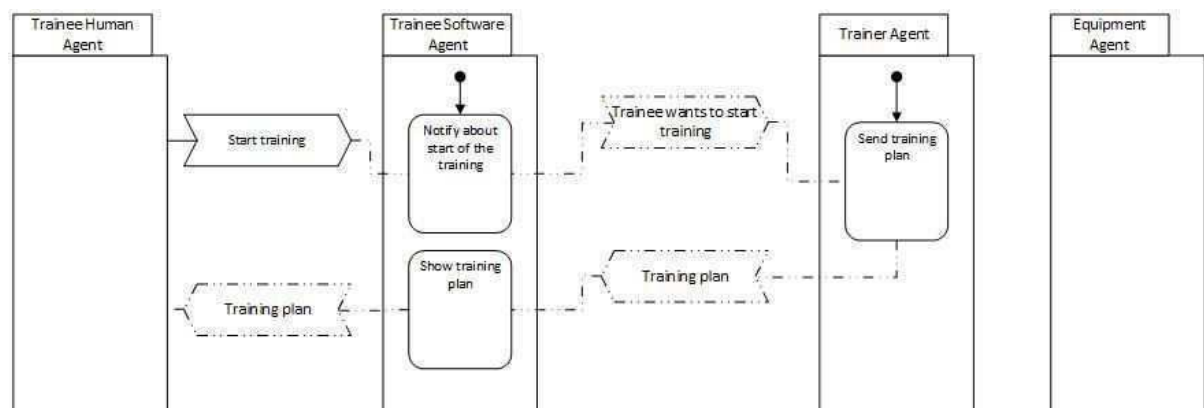 Trainee Human
Agent
Trainee Software
Agent
Trainer Agent
Equipment
Agent
Start training
Notify about
start of the
training
Trainee wants to start
training
Send training
plan
Training plan
Show training
plan
Training plan